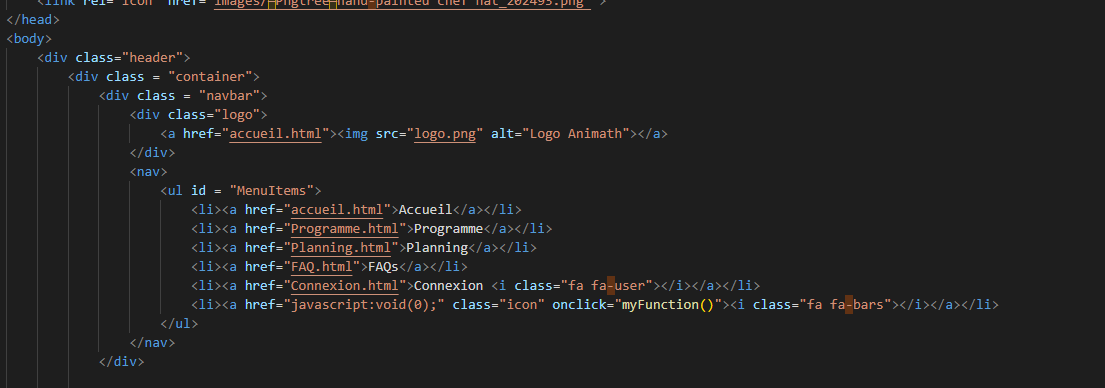 <link rel="icon" href="images/—Pngtree—hand-painted chef hat_202493.png">
</head>
<body>
<div class="header">
<div class = "container">
<div class = "navbar">
<div class="logo">
<a href="accueil.html"><img src="logo.png" alt="Logo Animath"></a>
</div>
<nav>
<ul id = "MenuItems">
<li><a href="accueil.html">Accueil</a></li>
<li><a href="Programme.html">Programme</a></li>
<li><a href="Planning.html">Planning</a></li>
<li><a href="FAQ.html">FAQs</a></li>
<li><a href="Connexion.html">Connexion <i class="fa fa-user"></i></a></li>
<li><a href="javascript:void(0);" class="icon" onclick="myFunction()"><i class="fa fa-bars"></i></a></li>
</ul>
</nav>
</div>